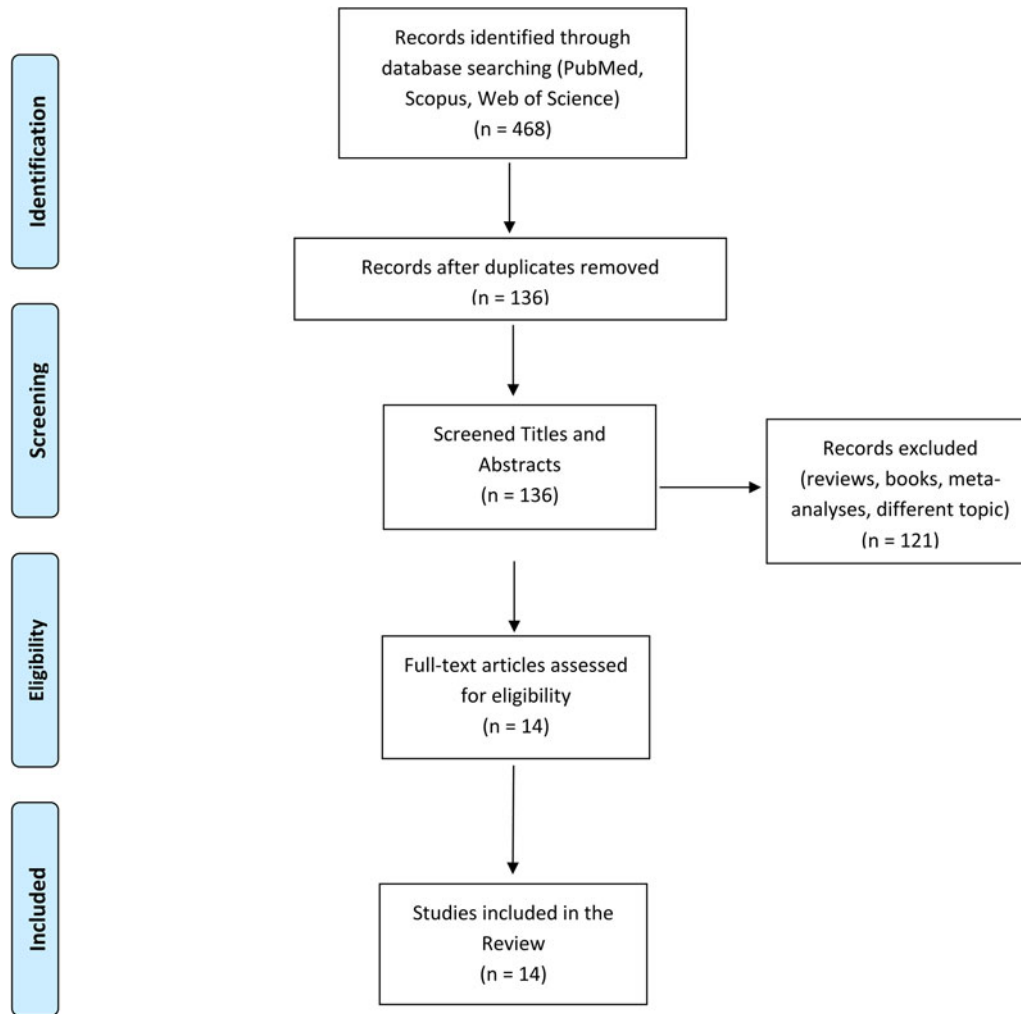 Identification
Records identified through
database searching (PubMed,
Scopus, Web of Science)
(n = 468)
Records after duplicates removed
(n = 136)
Screening
Screened Titles and
Abstracts
(n = 136)
Records excluded
(reviews, books, meta-
analyses, different topic)
(n = 121)
Eligibility
Full-text articles assessed
for eligibility
(n = 14)
Included
Studies included in the
Review
(n = 14)